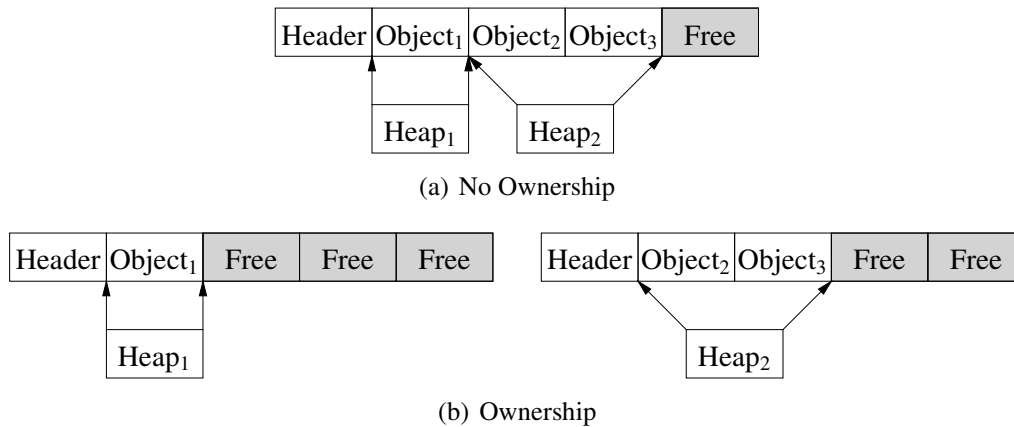 Header Object₁ Object₂ Object₃ Free
Heap₁ Heap₂
(a) No Ownership
Header Object₁ Free Free Free Header Object₂ Object₃ Free Free
Heap₁ Heap₂
(b) Ownership